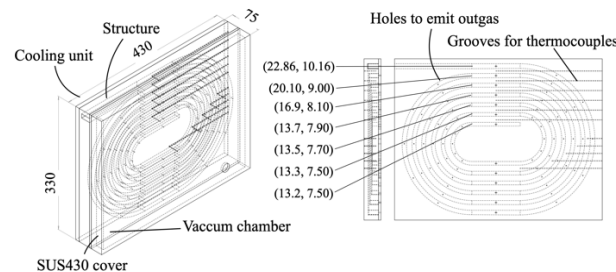 75
430
Structure
Cooling unit
330
Vaccum chamber
SUS430 cover
Holes to emit outgas
Grooves for thermocouples
(22.86, 10.16)
(20.10, 9.00)
(16.9, 8.10)
(13.7, 7.90)
(13.5, 7.70)
(13.3, 7.50)
(13.2, 7.50)